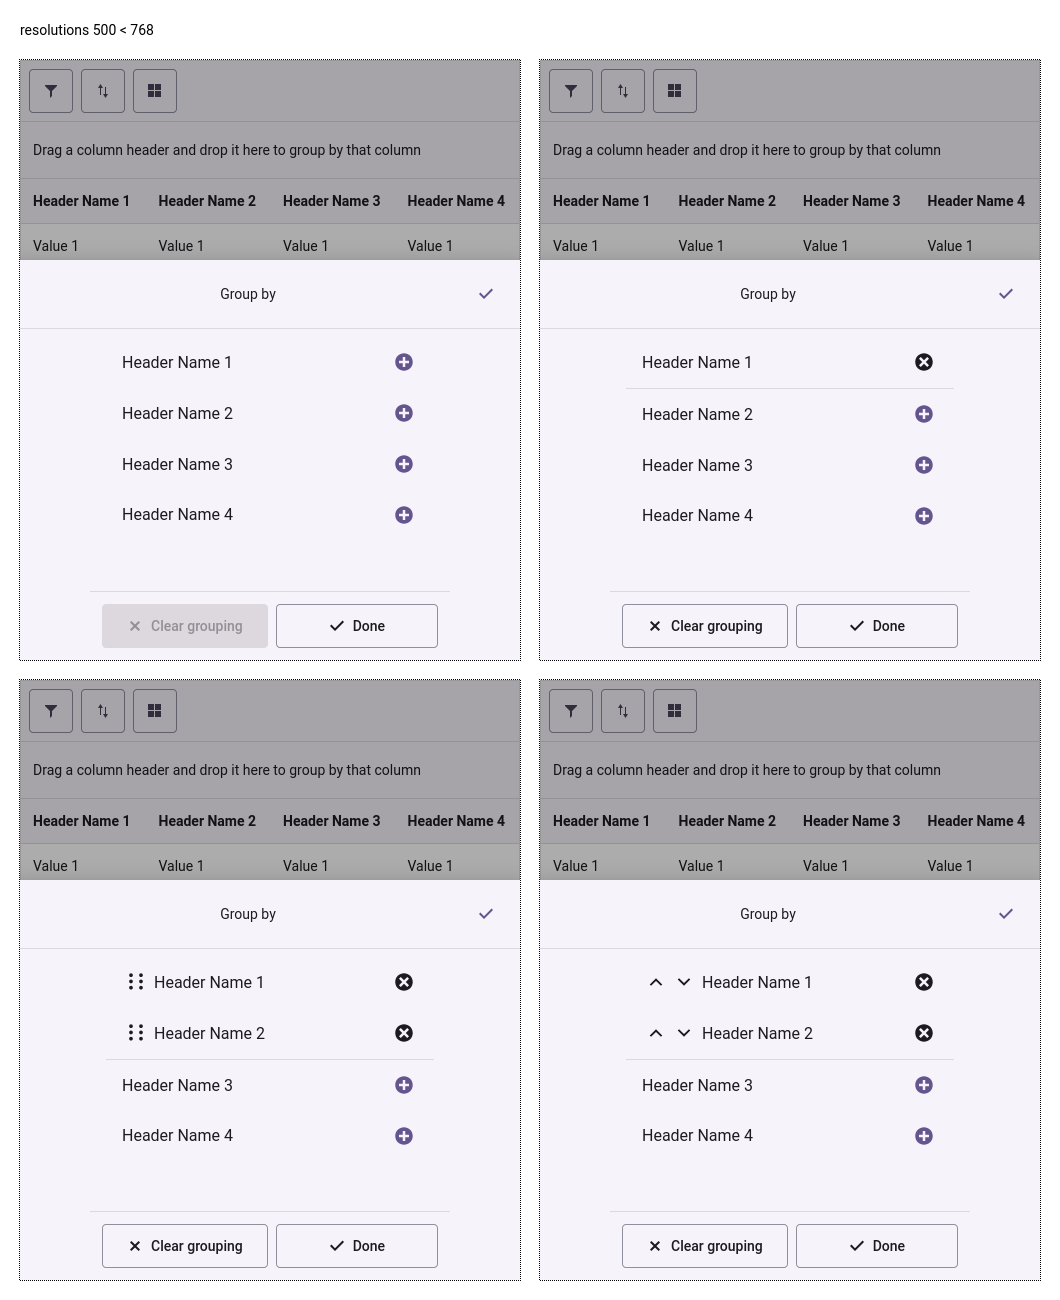 resolutions 500 < 768
Drag a column header and drop it here to group by that column
Header Name 1 Header Name 2 Header Name 3 Header Name 4
Value 1 Value 1 Value 1 Value 1
Group by
Header Name 1
Header Name 2
Header Name 3
Header Name 4
Clear grouping Done
Drag a column header and drop it here to group by that column
Header Name 1 Header Name 2 Header Name 3 Header Name 4
Value 1 Value 1 Value 1 Value 1
Group by
Header Name 1
Header Name 2
Header Name 3
Header Name 4
Clear grouping Done
Drag a column header and drop it here to group by that column
Header Name 1 Header Name 2 Header Name 3 Header Name 4
Value 1 Value 1 Value 1 Value 1
Group by
Header Name 1
Header Name 2
Header Name 3
Header Name 4
Clear grouping Done
Drag a column header and drop it here to group by that column
Header Name 1 Header Name 2 Header Name 3 Header Name 4
Value 1 Value 1 Value 1 Value 1
Group by
Header Name 1
Header Name 2
Header Name 3
Header Name 4
Clear grouping Done